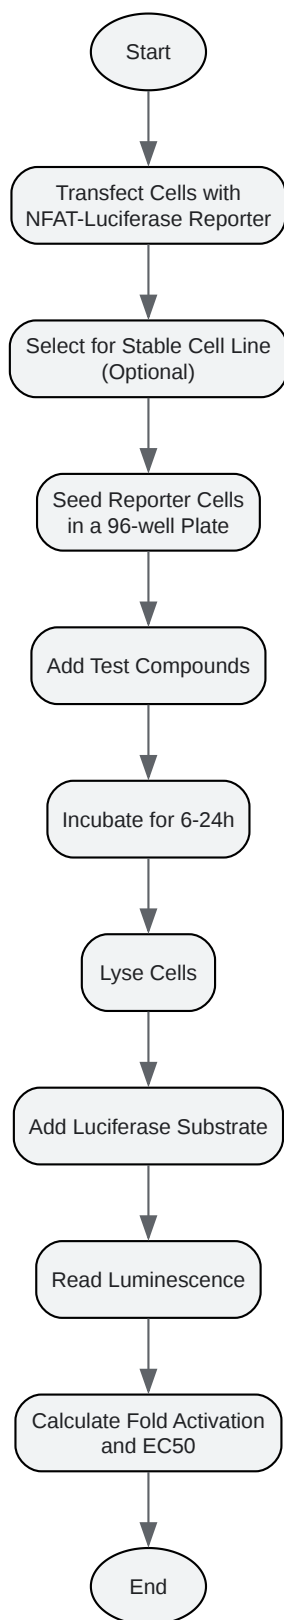 Start
Transfect Cells with
NFAT-Luciferase Reporter
Select for Stable Cell Line
(Optional)
Seed Reporter Cells
in a 96-well Plate
Add Test Compounds
Incubate for 6-24h
Lyse Cells
Add Luciferase Substrate
Read Luminescence
Calculate Fold Activation
and EC50
End